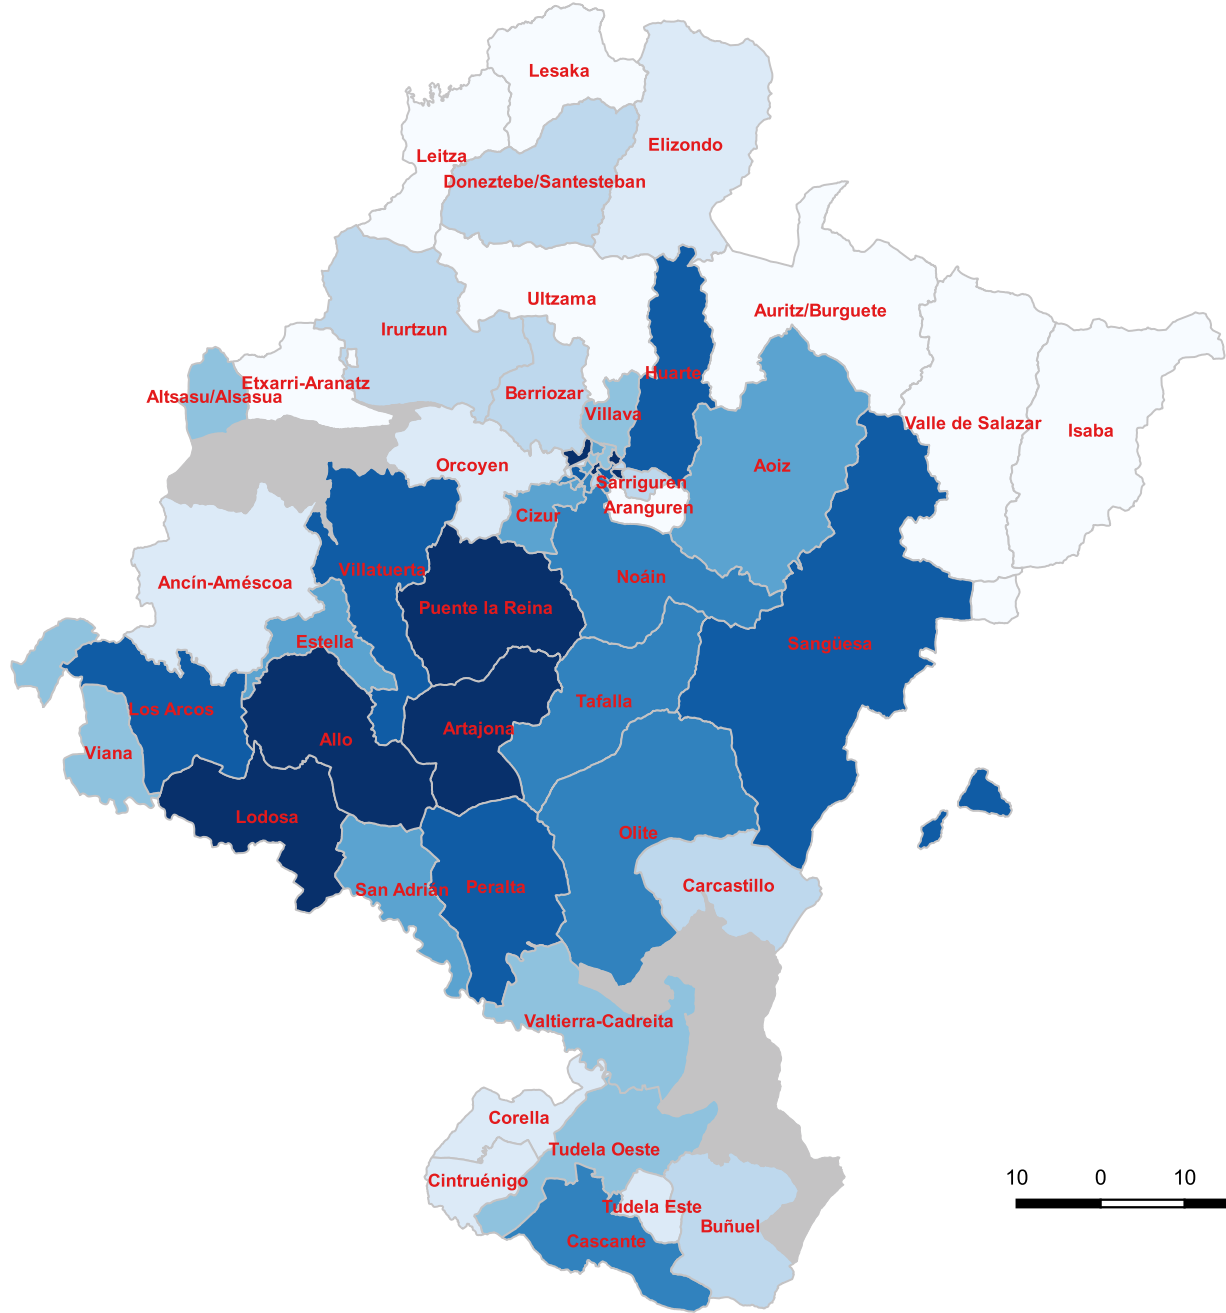 Lesaka
Elizondo
Leitza
Doneztebe/Santesteban
Ultzama
Auritz/Burguete
Irurtzun
Huarte
Etxarri-Aranatz
Altsasu/Alsasua
Berriozar
Villava
Valle de Salazar
Isaba
Orcoyen
Aoiz
Sarriguren
Aranguren
Cizur
Villatuerta
Noáin
Ancín-Améscoa
Puente la Reina
Estella
Sangüesa
Tafalla
Los Arcos
Artajona
Allo
Viana
Lodosa
Olite
San Adrián
Peralta
Carcastillo
Valtierra-Cadreita
Corella
Tudela Oeste
Cintruénigo
Tudela Este
Buñuel
Cascante
10 0 10